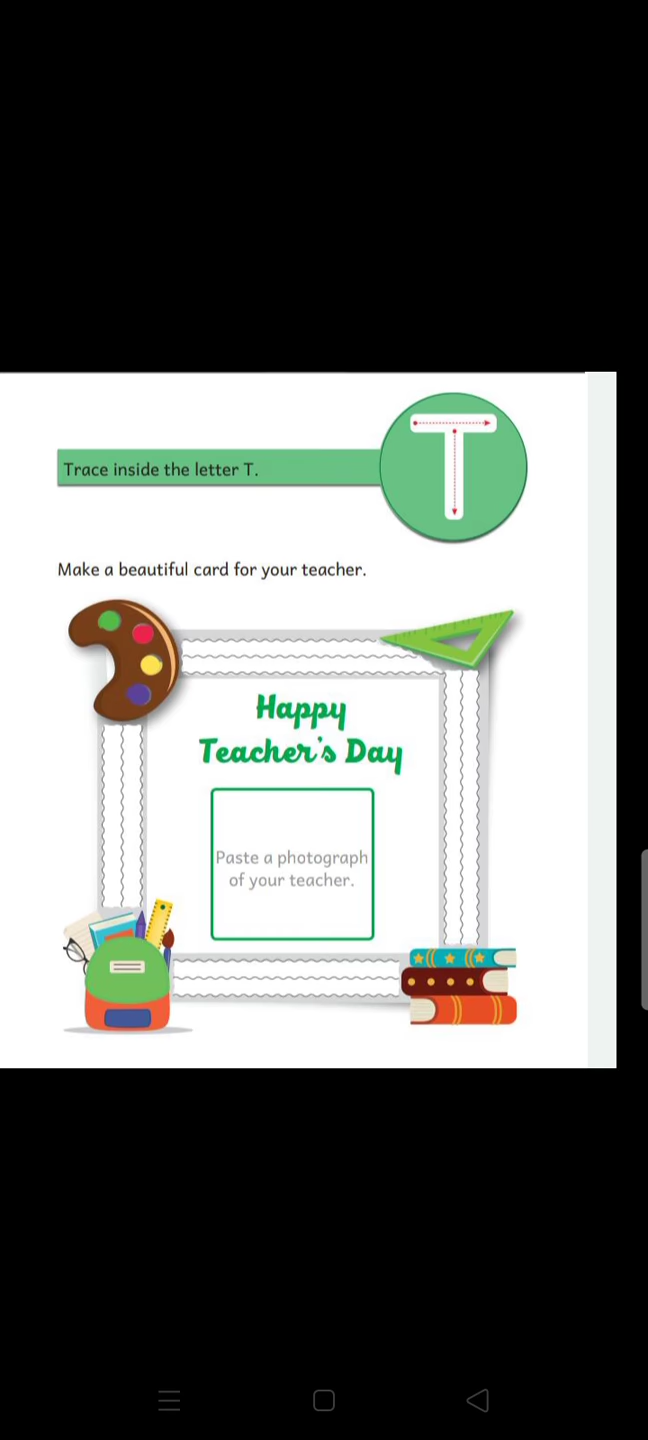 Trace inside the letter T.
T
Make a beautiful card for your teacher.
Happy
Teacher's Day
Paste a photograph
of your teacher.